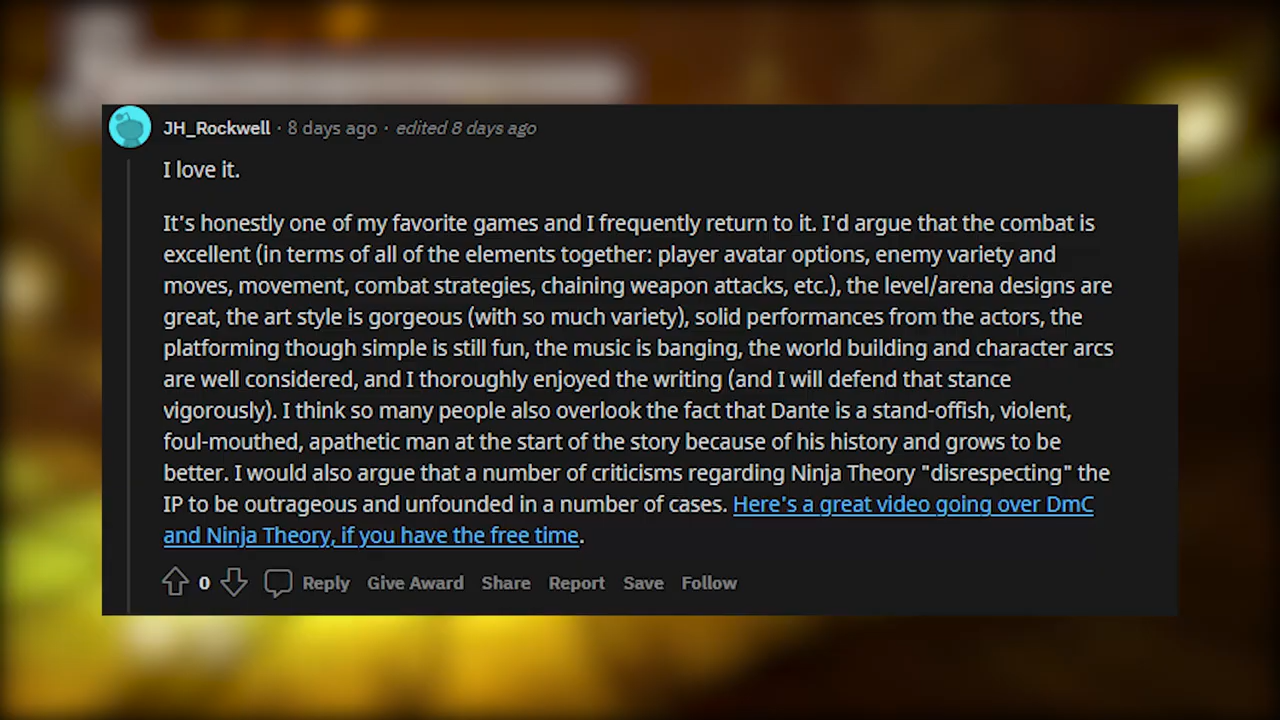 JH_Rockwell · 8 days ago · edited 8 days ago
I love it.
It's honestly one of my favorite games and I frequently return to it. I'd argue that the combat is
excellent (in terms of all of the elements together: player avatar options, enemy variety and
moves, movement, combat strategies, chaining weapon attacks, etc.), the level/arena designs are
great, the art style is gorgeous (with so much variety), solid performances from the actors, the
platforming though simple is still fun, the music is banging, the world building and character arcs
are well considered, and I thoroughly enjoyed the writing (and I will defend that stance
vigorously). I think so many people also overlook the fact that Dante is a stand-offish, violent,
foul-mouthed, apathetic man at the start of the story because of his history and grows to be
better. I would also argue that a number of criticisms regarding Ninja Theory "disrespecting" the
IP to be outrageous and unfounded in a number of cases. Here's a great video going over DmC
and Ninja Theory, if you have the free time.
0 Reply Give Award Share Report Save Follow